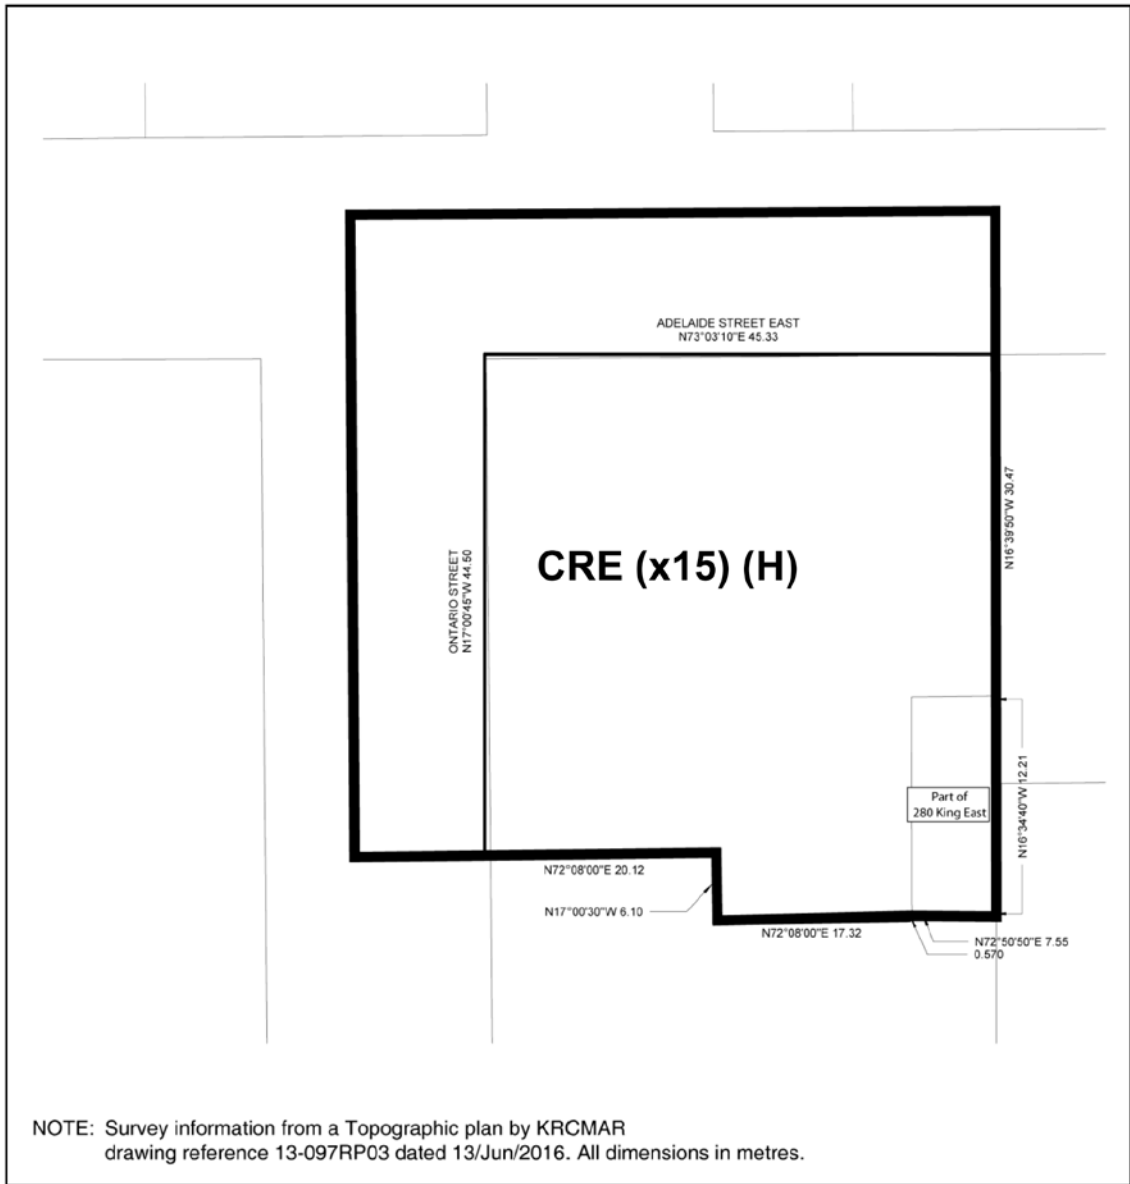 ADELAIDE STREET EAST
N73°03'10"E 45.33
N16°39'50"W 30.47
ONTARIO STREET
N17°00'45"W 44.50
CRE (x15) (H)
Part of
280 King East
N16°34'40"W 12.21
N72°08'00"E 20.12
N17°00'30"W 6.10
N72°08'00"E 17.32
N72°50'50"E 7.55
0.570
NOTE: Survey information from a Topographic plan by KRCMAR
drawing reference 13-097RP03 dated 13/Jun/2016. All dimensions in metres.